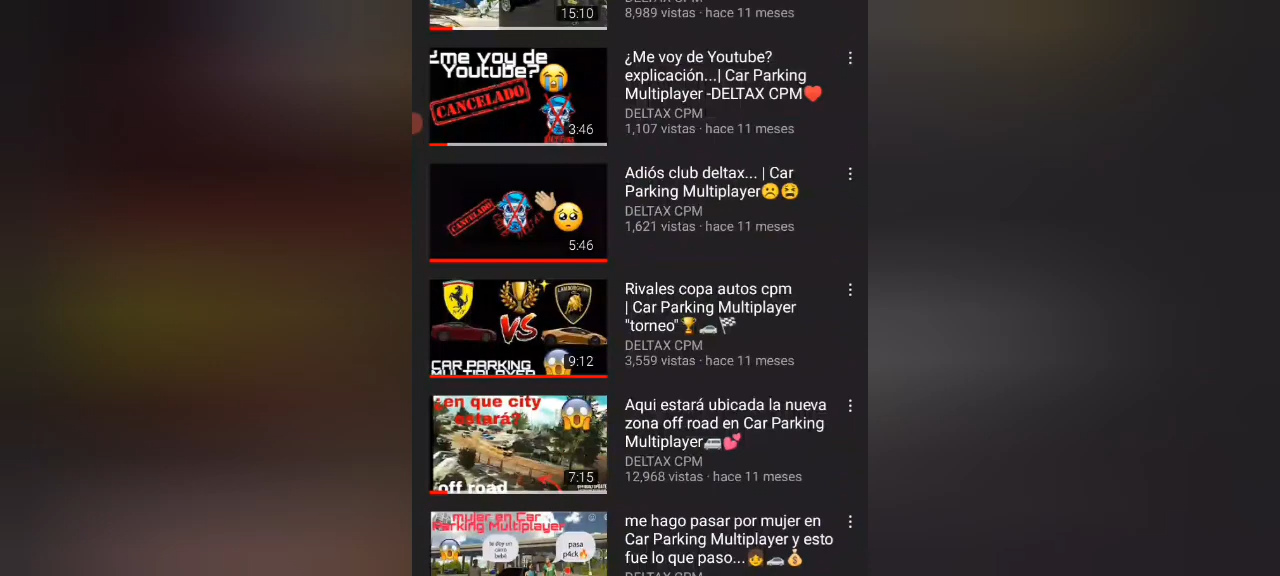 15:10
8,989 vistas · hace 11 meses
¿me voy de
Youtube?
CANCELADO
3:46
¿Me voy de Youtube?
explicación...| Car Parking
Multiplayer -DELTAX CPM❤️
DELTAX CPM
1,107 vistas · hace 11 meses
CANCELADO
5:46
Adiós club deltax... | Car
Parking Multiplayer☹️😫
DELTAX CPM
1,621 vistas · hace 11 meses
VS
CAR PARKING
MULTIPLAYER
9:12
Rivales copa autos cpm
| Car Parking Multiplayer
"torneo"🏆🚗🏁
DELTAX CPM
3,559 vistas · hace 11 meses
¿en que city
estará?
off road
7:15
Aqui estará ubicada la nueva
zona off road en Car Parking
Multiplayer🚐💕
DELTAX CPM
12,968 vistas · hace 11 meses
mujer en Car
Parking Multiplayer
te doy un
carro
bebé
pasa
p4ck🔥
me hago pasar por mujer en
Car Parking Multiplayer y esto
fue lo que paso...👧🚗💰